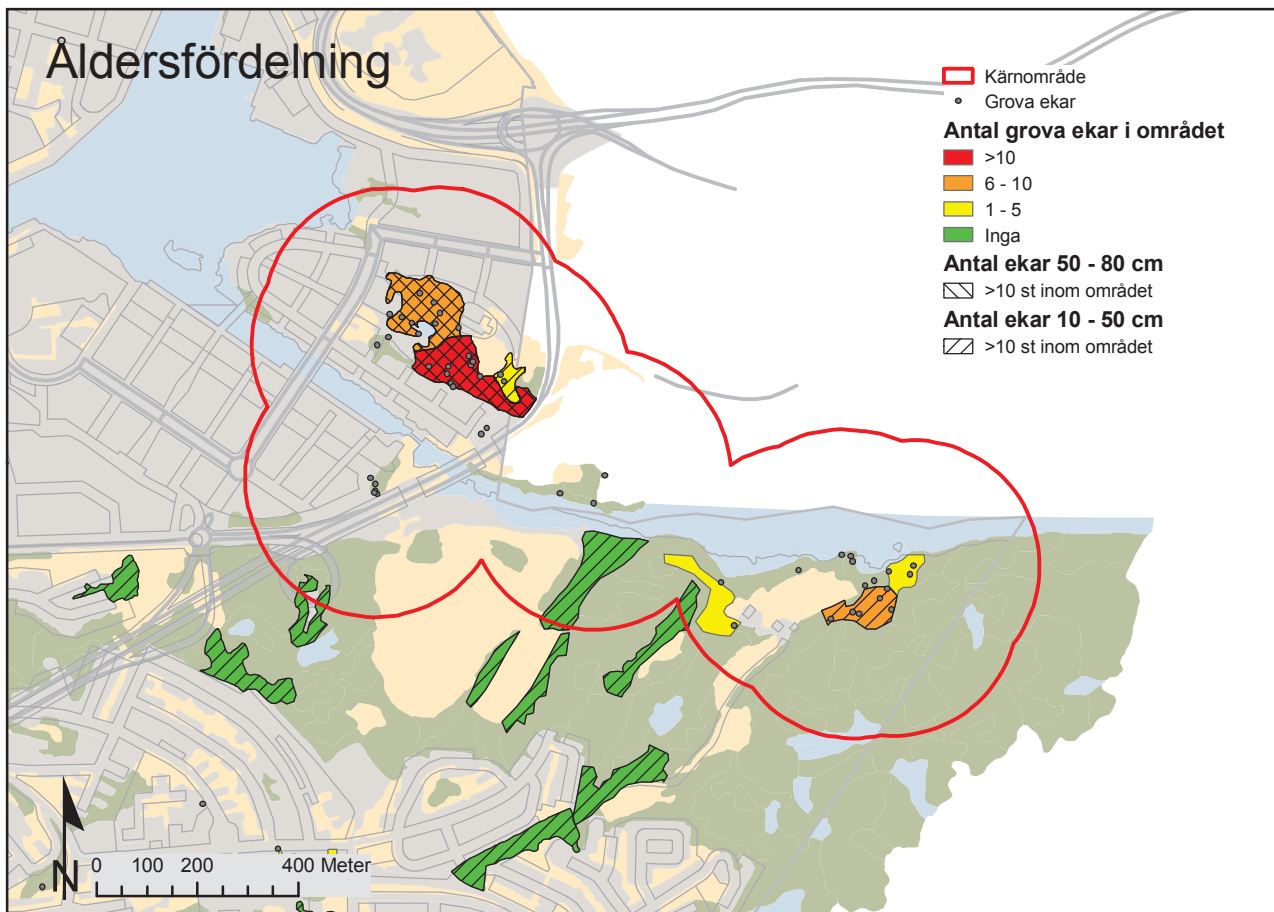 Åldersfördelning
Kärnområde
Grova ekar
Antal grova ekar i området
>10
6 - 10
1 - 5
Inga
Antal ekar 50 - 80 cm
>10 st inom området
Antal ekar 10 - 50 cm
>10 st inom området
N
0 100 200 400 Meter